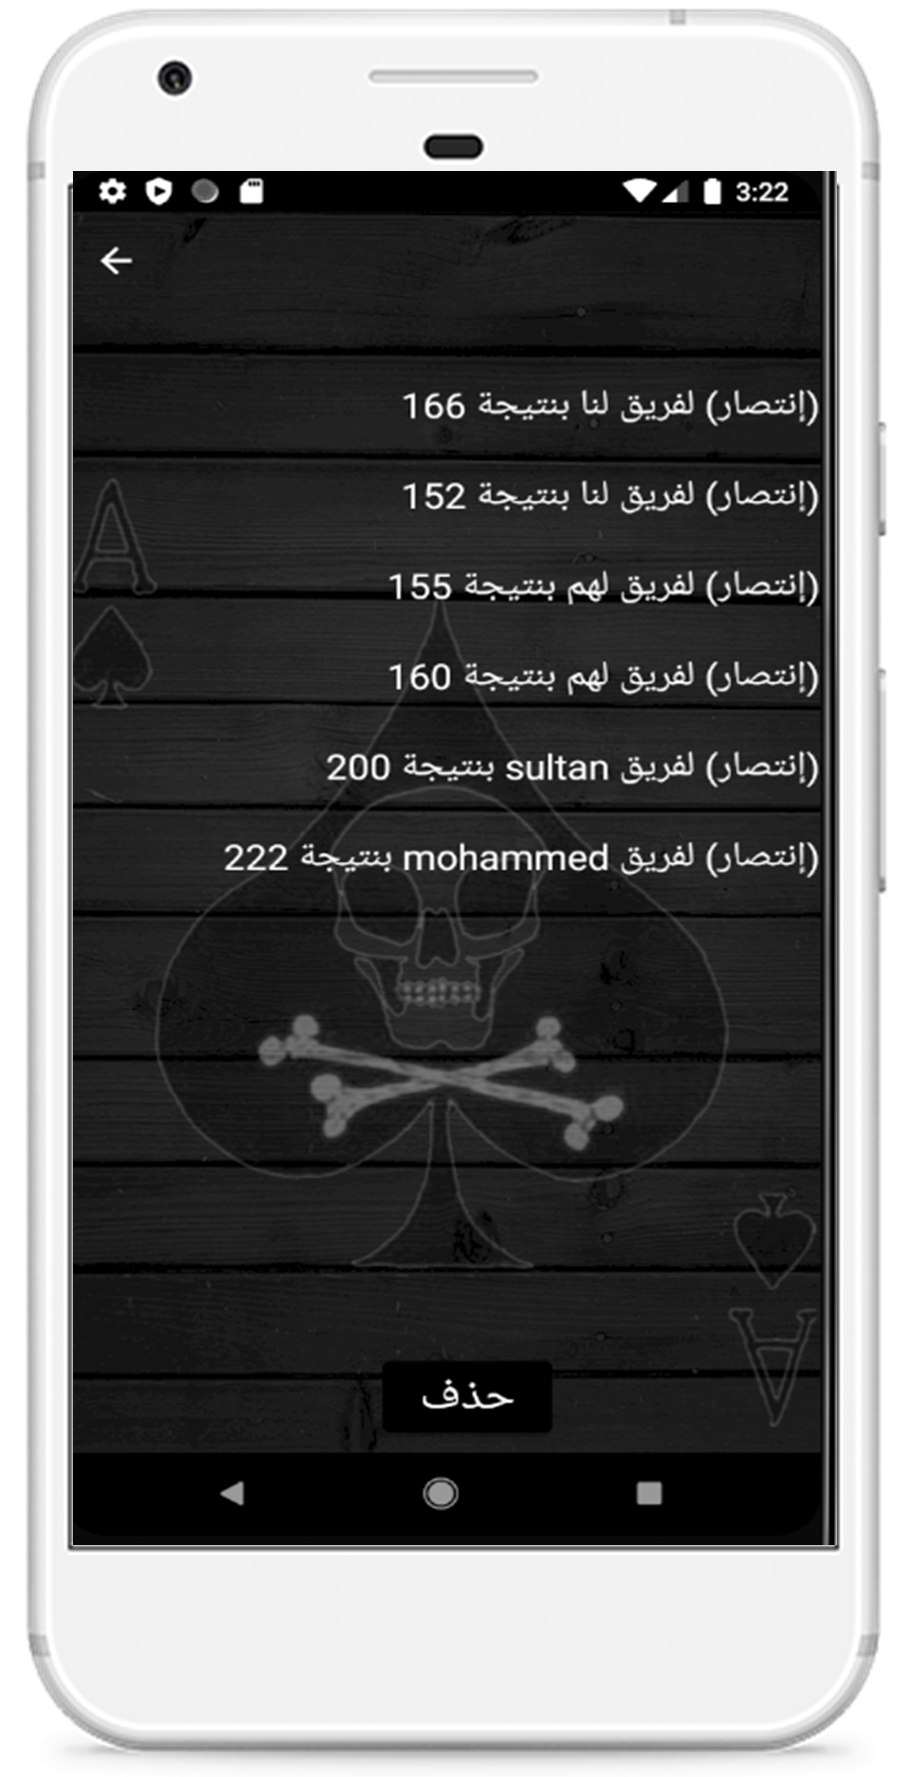 3:22
(إنتصار) لفريق لنا بنتيجة 166
(إنتصار) لفريق لنا بنتيجة 152
(إنتصار) لفريق لهم بنتيجة 155
(إنتصار) لفريق لهم بنتيجة 160
(إنتصار) لفريق sultan بنتيجة 200
(إنتصار) لفريق mohammed بنتيجة 222
A
A
حذف